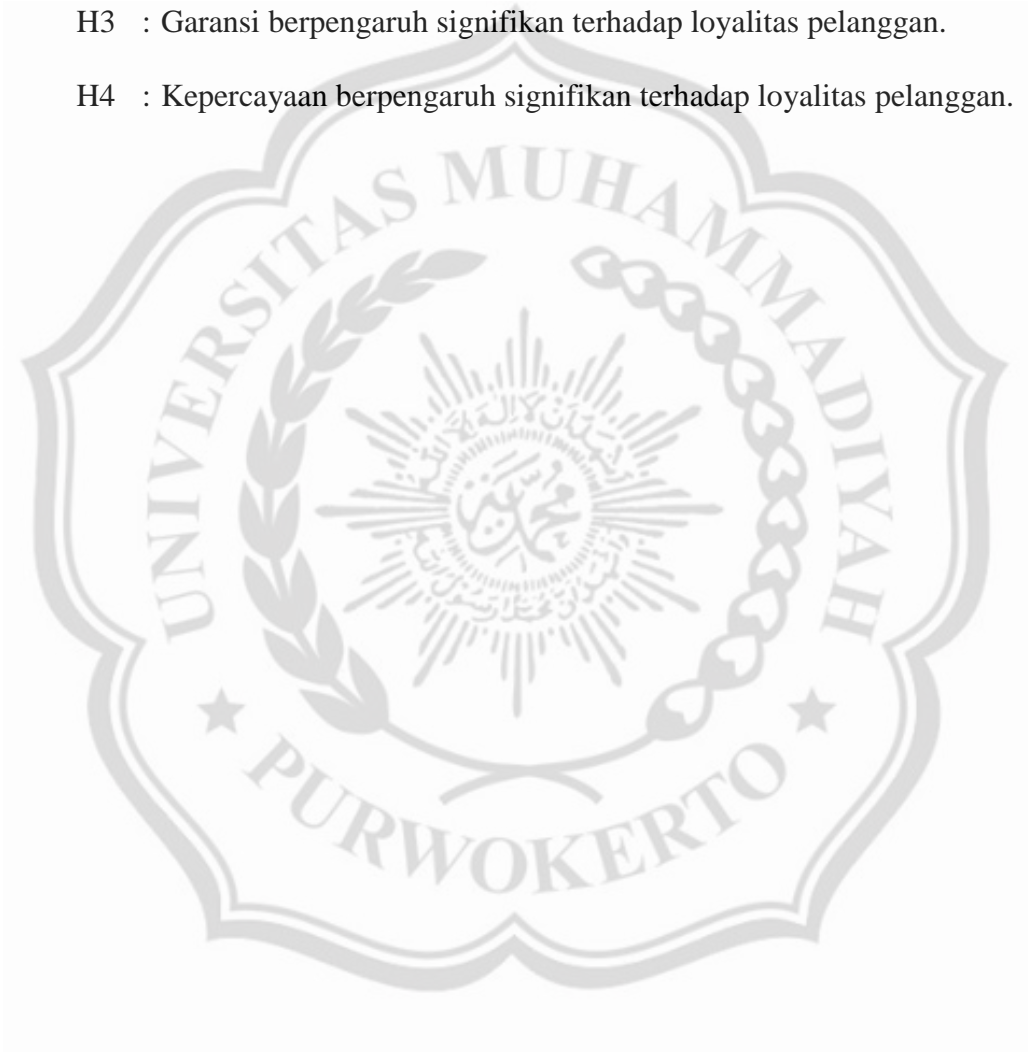 H3 : Garansi berpengaruh signifikan terhadap loyalitas pelanggan.
H4 : Kepercayaan berpengaruh signifikan terhadap loyalitas pelanggan.
UNIVERSITAS MUHAMMADIYAH
PURWOKERTO